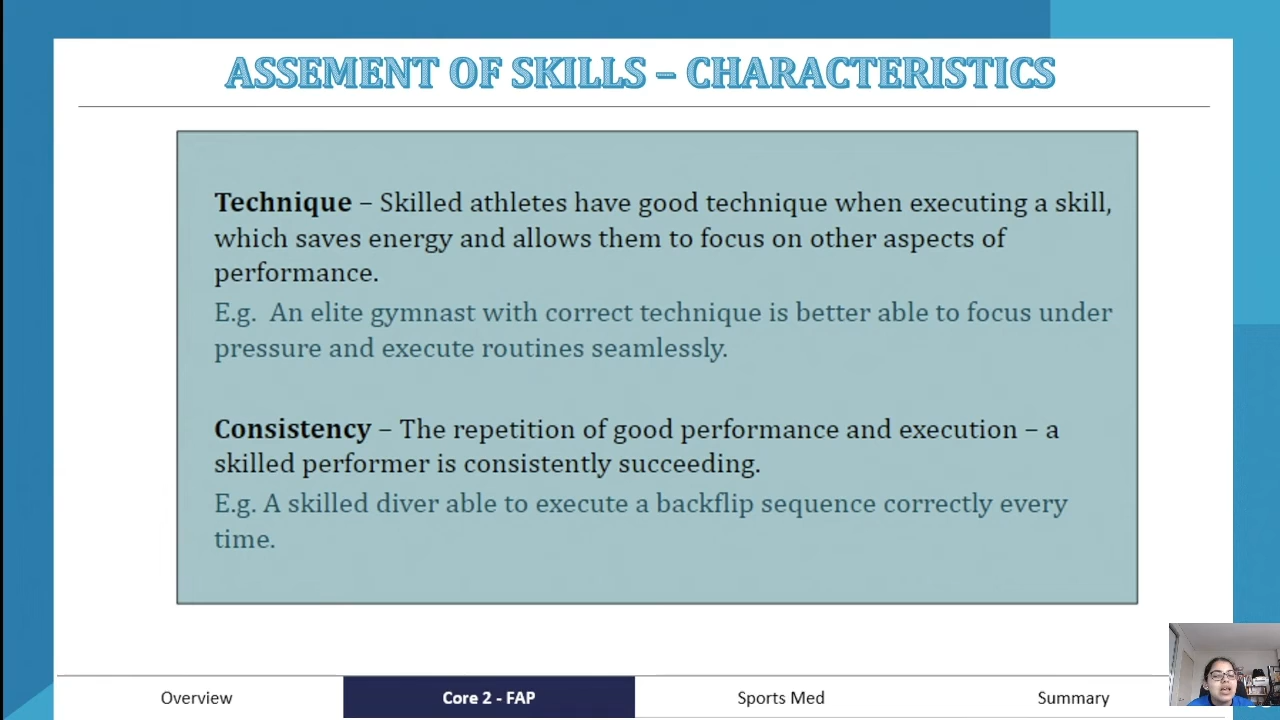 ASSEMENT OF SKILLS – CHARACTERISTICS
Technique – Skilled athletes have good technique when executing a skill,
which saves energy and allows them to focus on other aspects of
performance.
E.g.  An elite gymnast with correct technique is better able to focus under
pressure and execute routines seamlessly.
Consistency – The repetition of good performance and execution – a
skilled performer is consistently succeeding.
E.g. A skilled diver able to execute a backflip sequence correctly every
time.
Overview
Core 2 - FAP
Sports Med
Summary